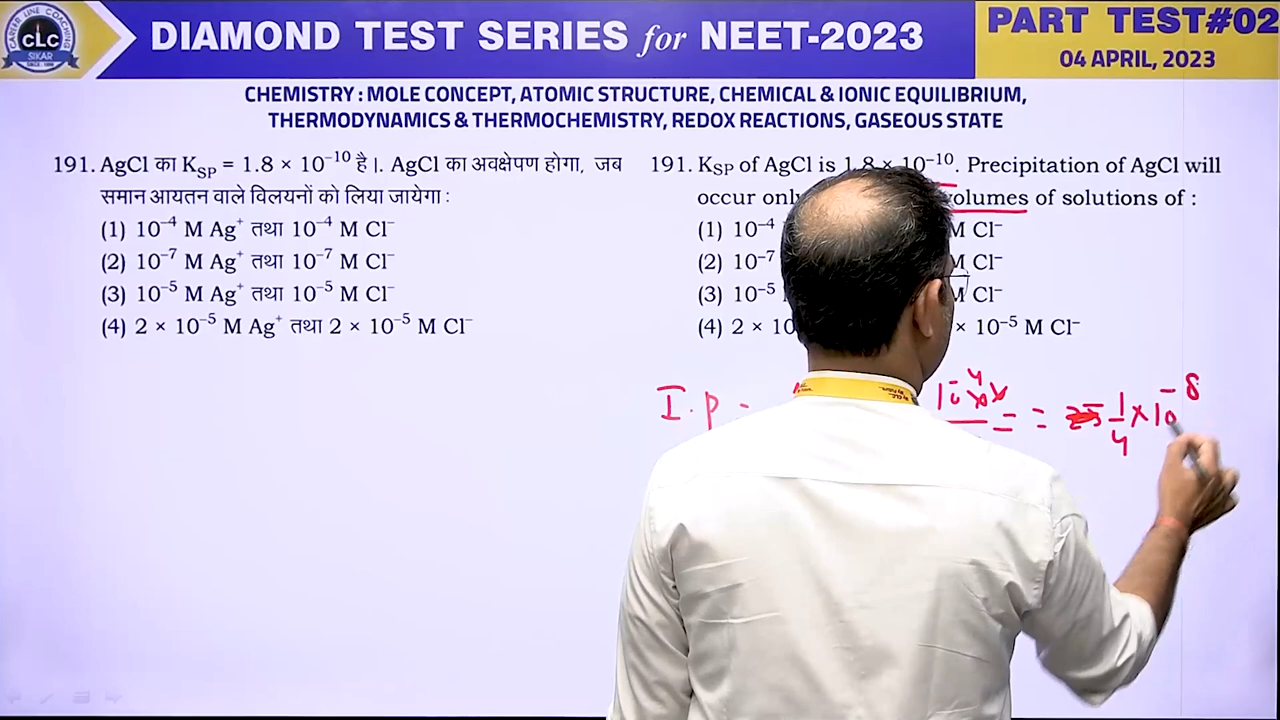 CAREER LINE COACHING
CLC
SIKAR
DIAMOND TEST SERIES for NEET-2023
PART TEST#02
04 APRIL, 2023
CHEMISTRY : MOLE CONCEPT, ATOMIC STRUCTURE, CHEMICAL & IONIC EQUILIBRIUM,
THERMODYNAMICS & THERMOCHEMISTRY, REDOX REACTIONS, GASEOUS STATE
191. AgCl का K_SP = 1.8 × 10⁻¹⁰ है।. AgCl का अवक्षेपण होगा, जब
समान आयतन वाले विलयनों को लिया जायेगा :
(1) 10⁻⁴ M Ag⁺ तथा 10⁻⁴ M Cl⁻
(2) 10⁻⁷ M Ag⁺ तथा 10⁻⁷ M Cl⁻
(3) 10⁻⁵ M Ag⁺ तथा 10⁻⁵ M Cl⁻
(4) 2 × 10⁻⁵ M Ag⁺ तथा 2 × 10⁻⁵ M Cl⁻
191. K_SP of AgCl is 1.8 × 10⁻¹⁰. Precipitation of AgCl will
occur only volumes of solutions of :
(1) 10⁻⁴ M Cl⁻
(2) 10⁻⁷ M Cl⁻
(3) 10⁻⁵ M Cl⁻
(4) 2 × 10 × 10⁻⁵ M Cl⁻
I.P = = 1/4 × 10⁻⁸